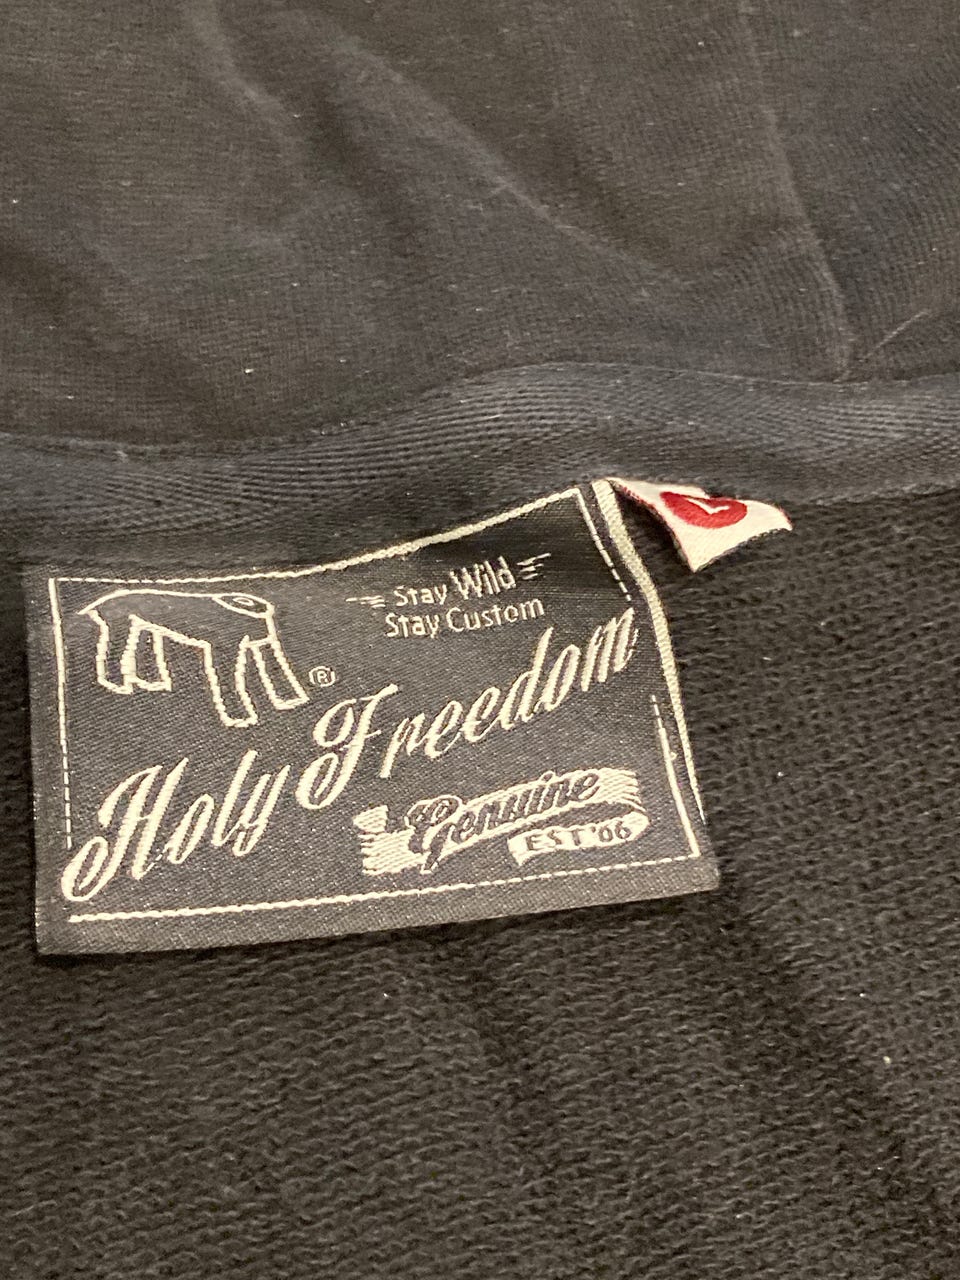 Stay Wild
Stay Custom
®
Holy Freedom
Genuine
EST'06
L